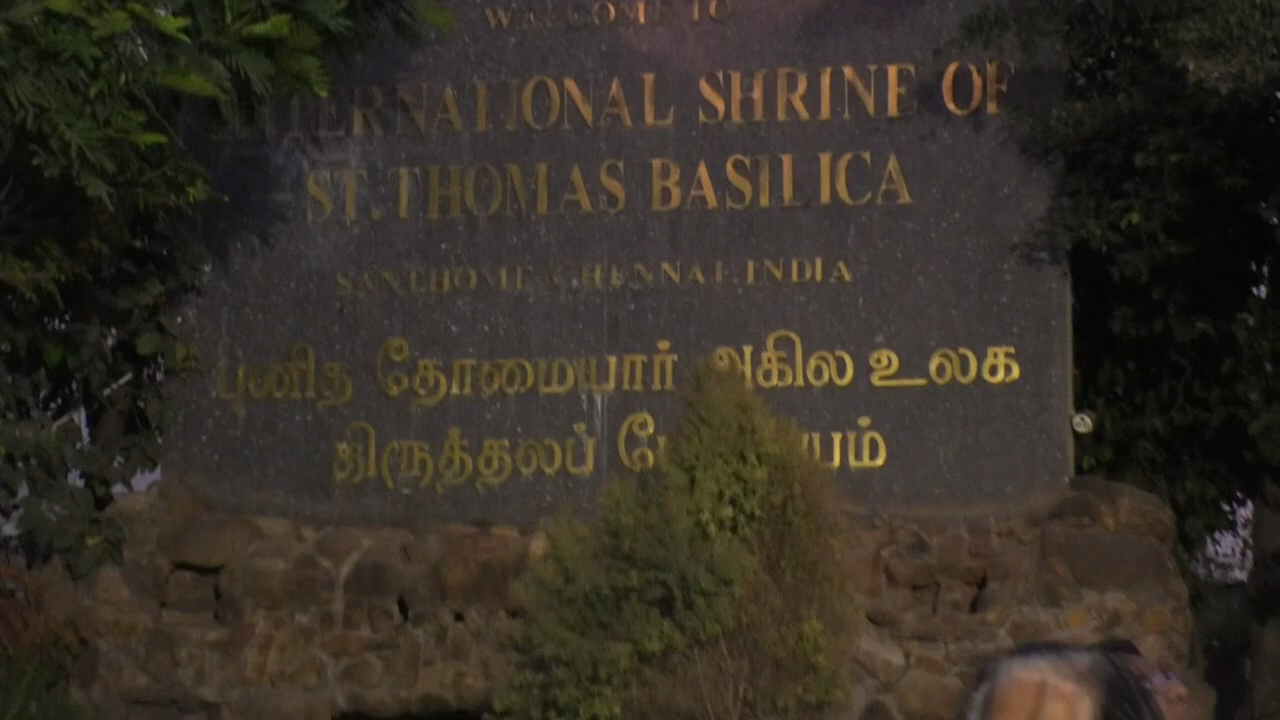 WELCOME TO
INTERNATIONAL SHRINE OF
ST. THOMAS BASILICA
SANTHOME CHENNAI INDIA
புனித தோமையார் அகில உலக
திருத்தலப்